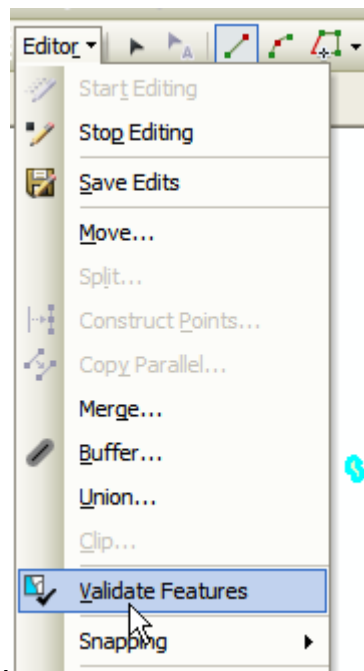 Editor
Start Editing
Stop Editing
Save Edits
Move...
Split...
Construct Points...
Copy Parallel...
Merge...
Buffer...
Union...
Clip...
Validate Features
Snapping